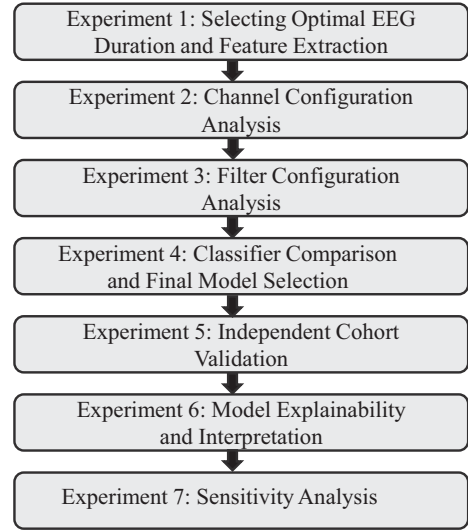 Experiment 1: Selecting Optimal EEG
Duration and Feature Extraction
Experiment 2: Channel Configuration
Analysis
Experiment 3: Filter Configuration
Analysis
Experiment 4: Classifier Comparison
and Final Model Selection
Experiment 5: Independent Cohort
Validation
Experiment 6: Model Explainability
and Interpretation
Experiment 7: Sensitivity Analysis